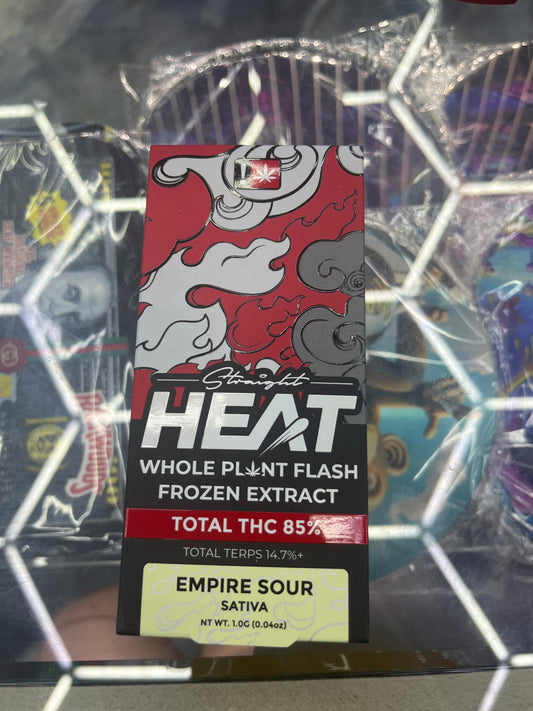 Straight
HEAT
WHOLE PLANT FLASH
FROZEN EXTRACT
TOTAL THC 85%
TOTAL TERPS 14.7%+
EMPIRE SOUR
SATIVA
NT WT. 1.0G (0.04oz)